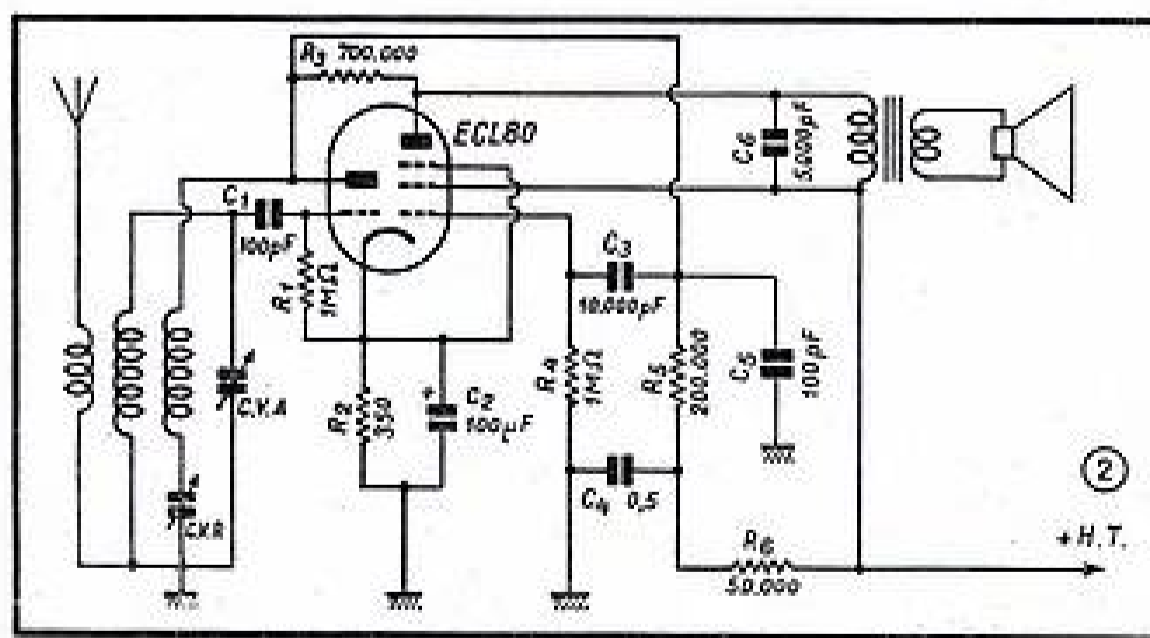 R3 700.000
ECL80
C1
100pF
R1
1MΩ
C.V.A
C.V.R
R2
350
+
C2
100µF
C3
10.000pF
R4
1MΩ
R5
200.000
C4 0,5
C5
100pF
C6
5.000pF
R6
50.000
+ H.T.
2